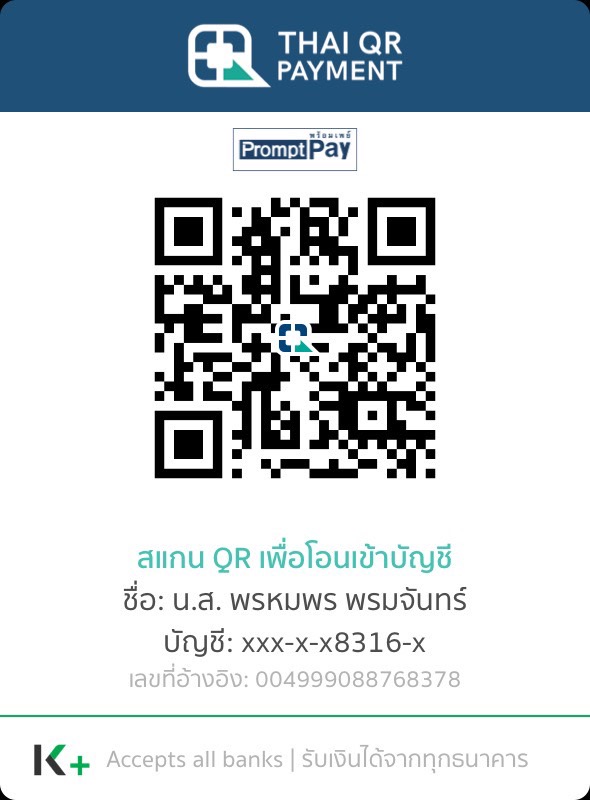 THAI QR
PAYMENT
พร้อมเพย์
PromptPay
สแกน QR เพื่อโอนเข้าบัญชี
ชื่อ: น.ส. พรหมพร พรมจันทร์
บัญชี: xxx-x-x8316-x
เลขที่อ้างอิง: 004999088768378
K+ Accepts all banks | รับเงินได้จากทุกธนาคาร